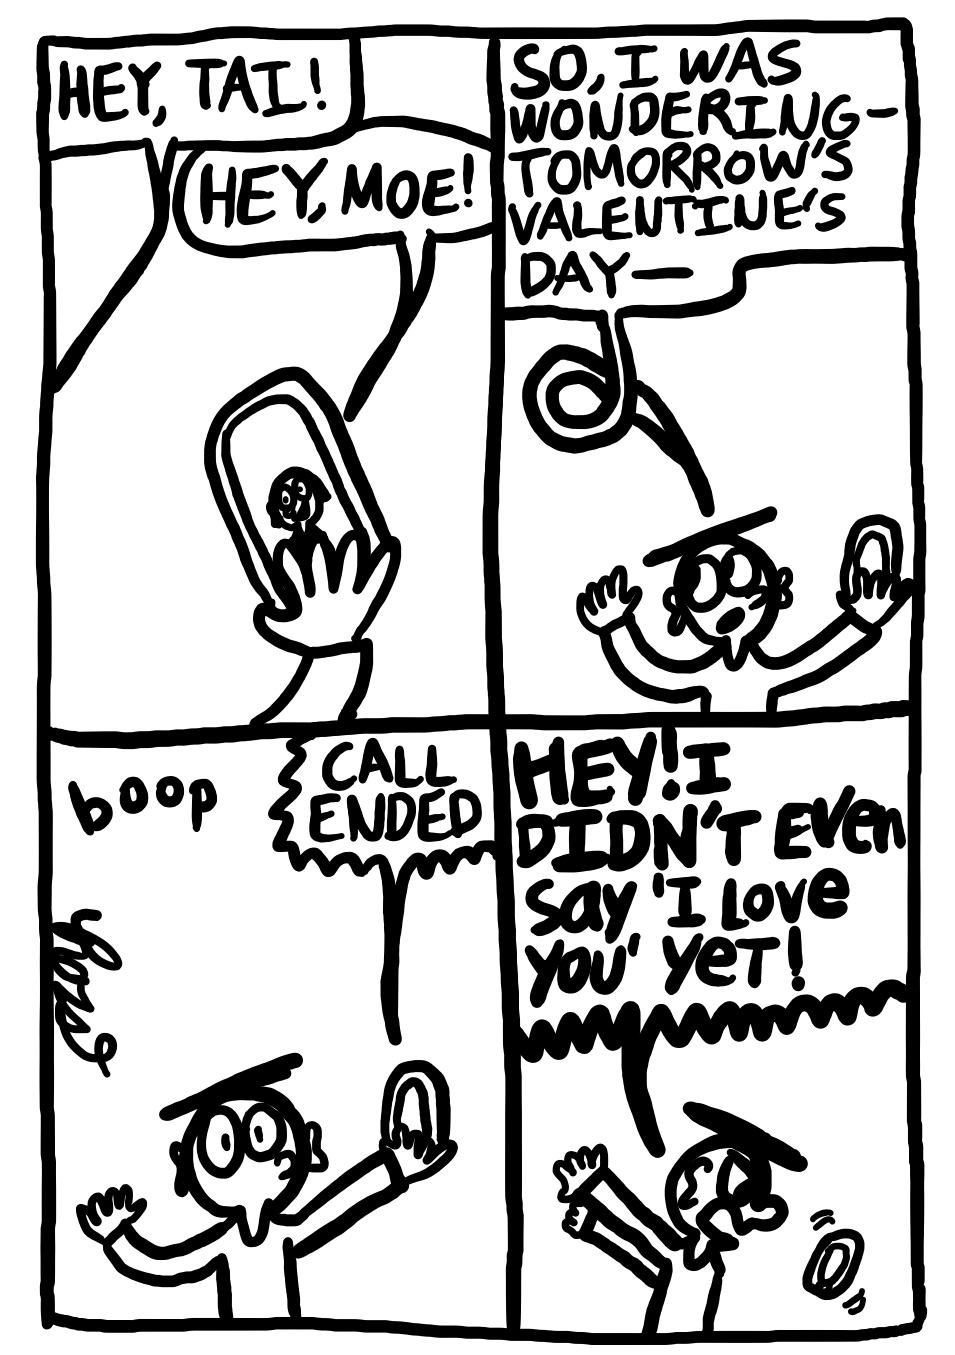 HEY, TAI!
HEY, MOE!
SO, I WAS
WONDERING—
TOMORROW'S
VALENTINE'S
DAY—
boop
CALL
ENDED
HEY! I
DIDN'T EVEN
SAY 'I LOVE
YOU' YET!